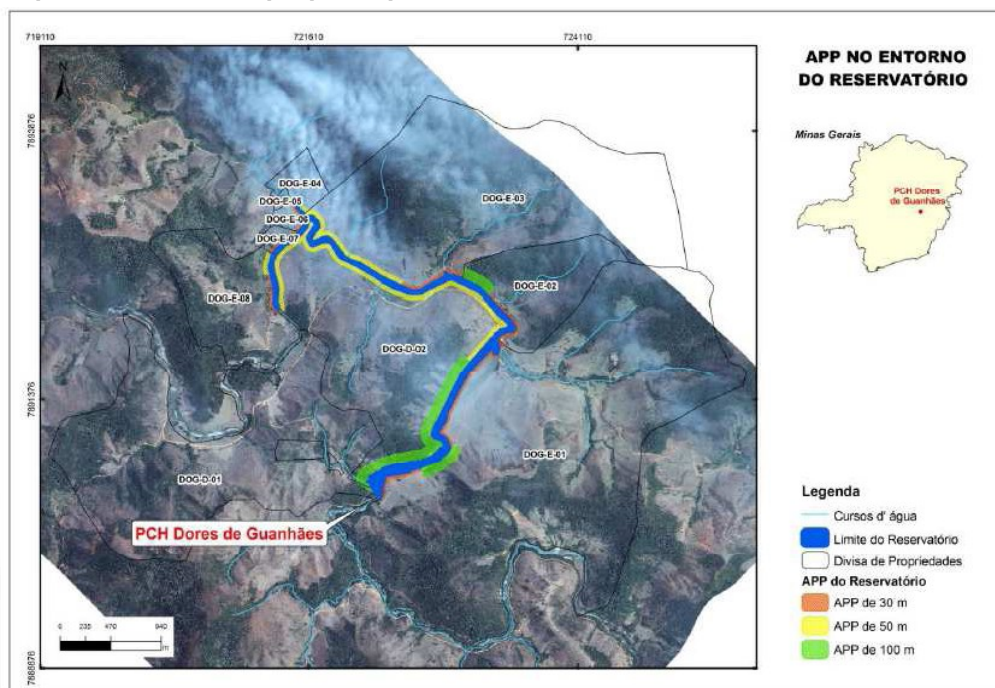 719110
721610
724110
APP NO ENTORNO
DO RESERVATÓRIO
N
7893876
Minas Gerais
PCH Dores
de Guanhães
DOG-E-04
DOG-E-05
DOG-E-03
DOG-E-06
DOG-E-07
DOG-E-02
DOG-E-08
DOG-D-O2
7891376
DOG-E-01
DOG-D-01
Legenda
Cursos d' água
PCH Dores de Guanhães
Limite do Reservatório
Divisa de Propriedades
APP do Reservatório
APP de 30 m
APP de 50 m
0 235 470 940
m
APP de 100 m
7888876